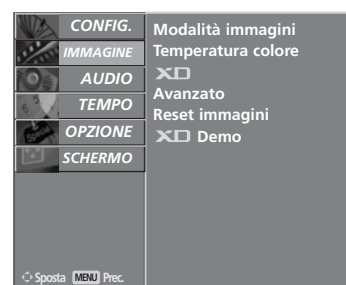 CONFIG.
IMMAGINE
AUDIO
TEMPO
OPZIONE
SCHERMO
Modalità immagini
Temperatura colore
XD
Avanzato
Reset immagini
XD Demo
Sposta MENU Prec.